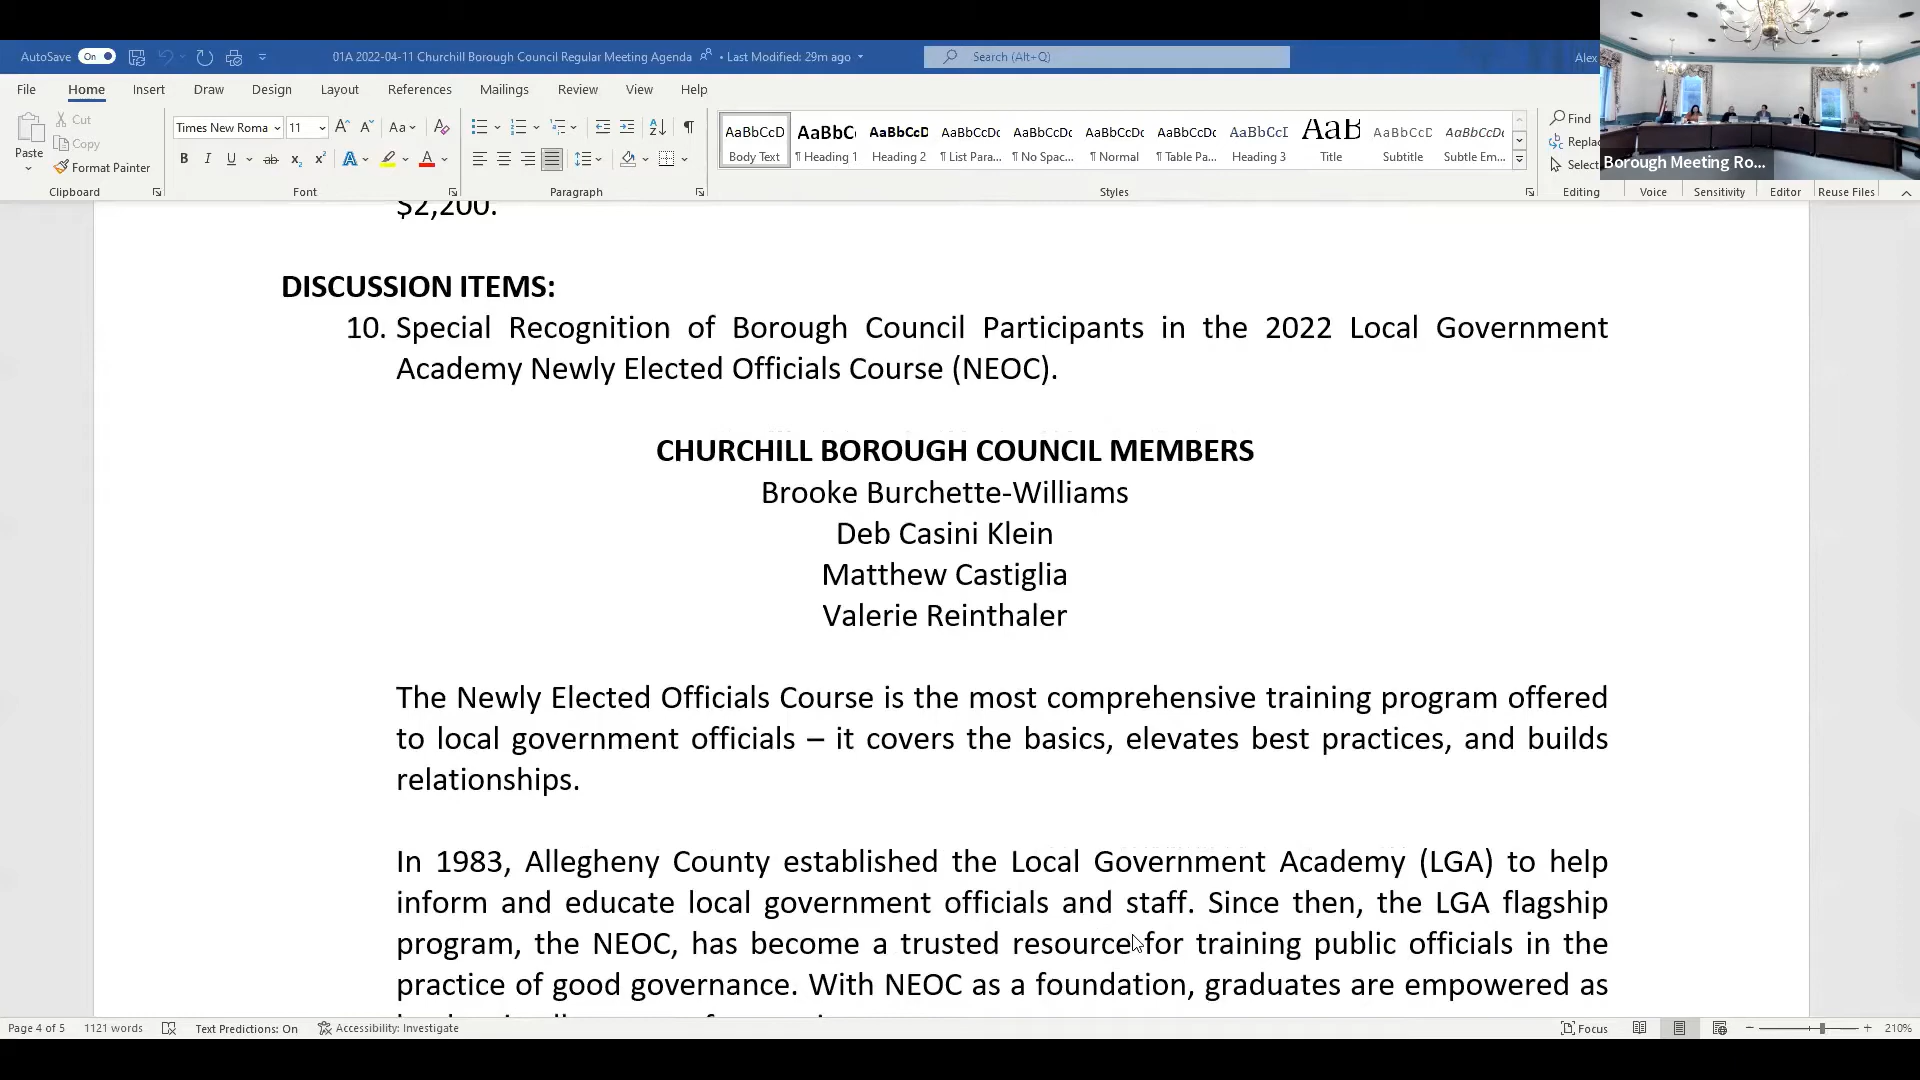 AutoSave On 01A 2022-04-11 Churchill Borough Council Regular Meeting Agenda • Last Modified: 29m ago Search (Alt+Q) Alex
File Home Insert Draw Design Layout References Mailings Review View Help
Paste Cut Copy Format Painter
Times New Roma 11
AaBbCcD AaBbC AaBbCcD AaBbCcDc AaBbCcDc AaBbCcDc AaBbCcDc AaBbCcI AaB AaBbCcD AaBbCcDc
Body Text ¶ Heading 1 Heading 2 ¶ List Para... ¶ No Spac... ¶ Normal ¶ Table Pa... Heading 3 Title Subtitle Subtle Em...
Find
Replac
Select
Borough Meeting Ro...
Clipboard Font Paragraph Styles Editing Voice Sensitivity Editor Reuse Files
$2,200.
DISCUSSION ITEMS:
10. Special Recognition of Borough Council Participants in the 2022 Local Government
Academy Newly Elected Officials Course (NEOC).
CHURCHILL BOROUGH COUNCIL MEMBERS
Brooke Burchette-Williams
Deb Casini Klein
Matthew Castiglia
Valerie Reinthaler
The Newly Elected Officials Course is the most comprehensive training program offered
to local government officials – it covers the basics, elevates best practices, and builds
relationships.
In 1983, Allegheny County established the Local Government Academy (LGA) to help
inform and educate local government officials and staff. Since then, the LGA flagship
program, the NEOC, has become a trusted resource for training public officials in the
practice of good governance. With NEOC as a foundation, graduates are empowered as
Page 4 of 5 1121 words Text Predictions: On Accessibility: Investigate Focus 210%